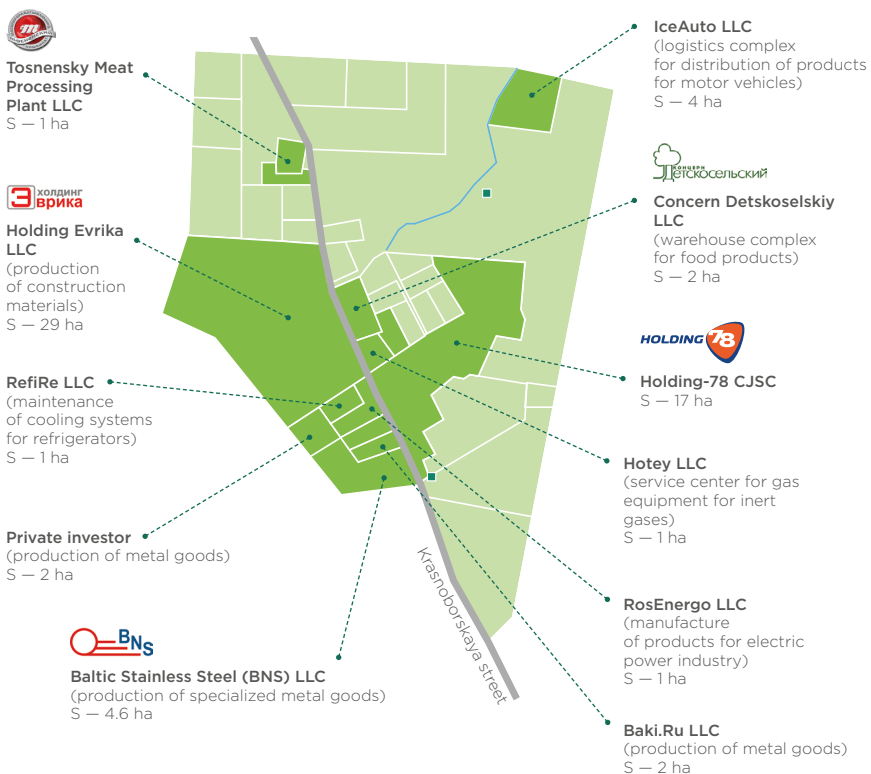 Tosnensky Meat
Processing
Plant LLC
S — 1 ha
холдинг
Эврика
Holding Evrika
LLC
(production
of construction
materials)
S — 29 ha
RefiRe LLC
(maintenance
of cooling systems
for refrigerators)
S — 1 ha
Private investor
(production of metal goods)
S — 2 ha
BNS
Baltic Stainless Steel (BNS) LLC
(production of specialized metal goods)
S — 4.6 ha
Krasnoborskaya street
IceAuto LLC
(logistics complex
for distribution of products
for motor vehicles)
S — 4 ha
КОНЦЕРН
Детскосельский
Concern Detskoselskiy
LLC
(warehouse complex
for food products)
S — 2 ha
HOLDING 78
Holding-78 CJSC
S — 17 ha
Hotey LLC
(service center for gas
equipment for inert
gases)
S — 1 ha
RosEnergo LLC
(manufacture
of products for electric
power industry)
S — 1 ha
Baki.Ru LLC
(production of metal goods)
S — 2 ha